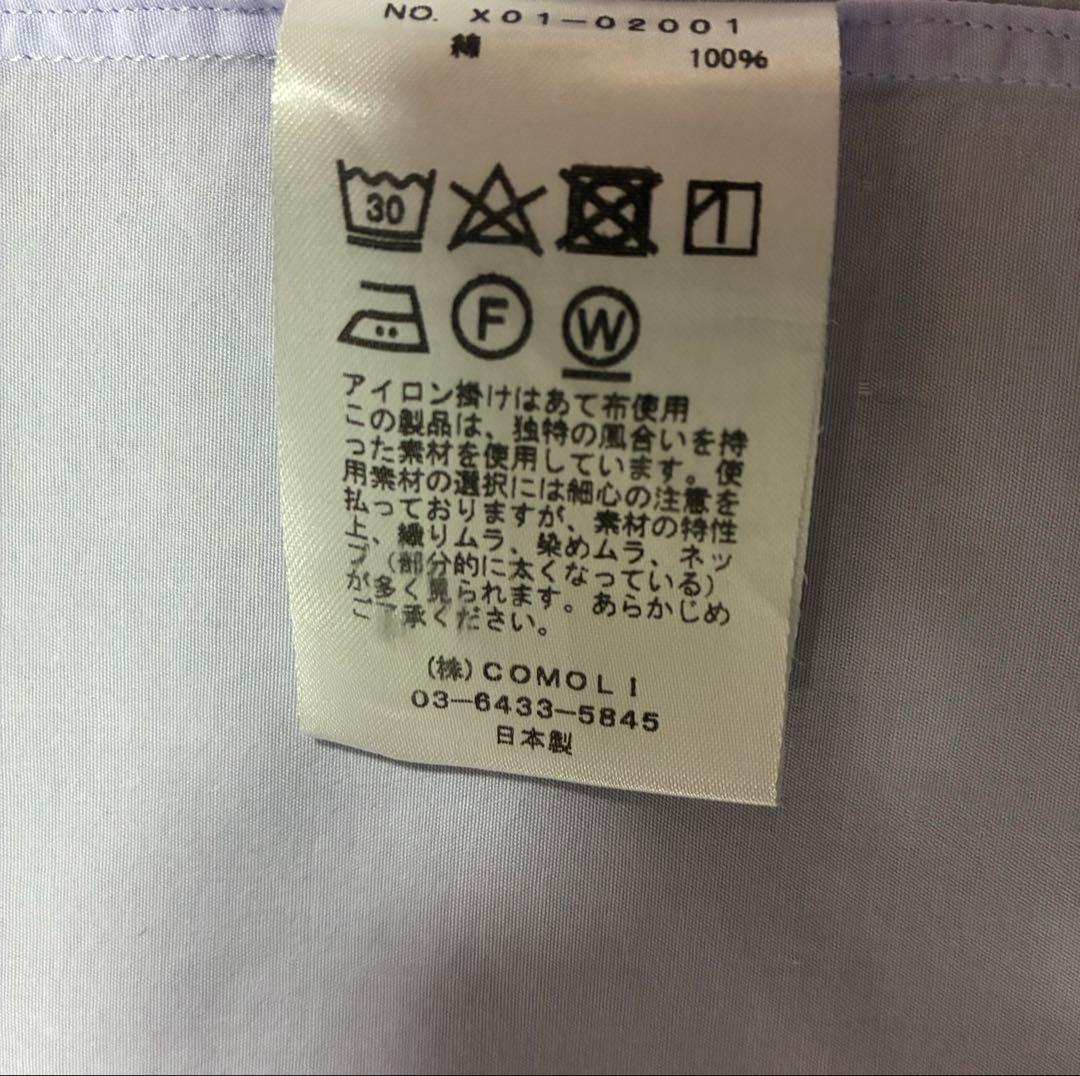 NO. X01-02001
綿 100%
30
F W
アイロン掛けはあて布使用
この製品は、独特の風合いを持
った素材を使用しています。使
用素材の選択には細心の注意を
払っておりますが、素材の特性
上、織りムラ、染めムラ、ネッ
プ（部分的に太くなっている）
が多く見られます。あらかじめ
ご了承ください。
(株)COMOLI
03-6433-5845
日本製